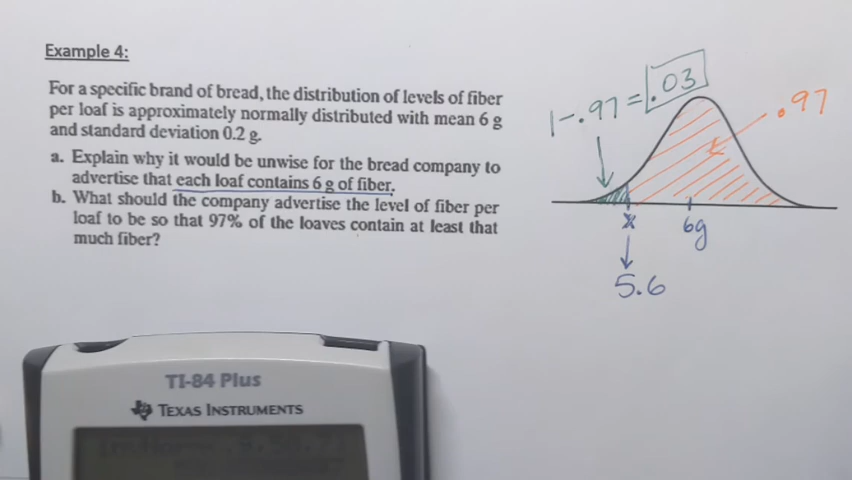 Example 4:
For a specific brand of bread, the distribution of levels of fiber
per loaf is approximately normally distributed with mean 6 g
and standard deviation 0.2 g.
a. Explain why it would be unwise for the bread company to
advertise that each loaf contains 6 g of fiber.
b. What should the company advertise the level of fiber per
loaf to be so that 97% of the loaves contain at least that
much fiber?
1-.97=.03
.97
x
6g
5.6
TI-84 Plus
TEXAS INSTRUMENTS